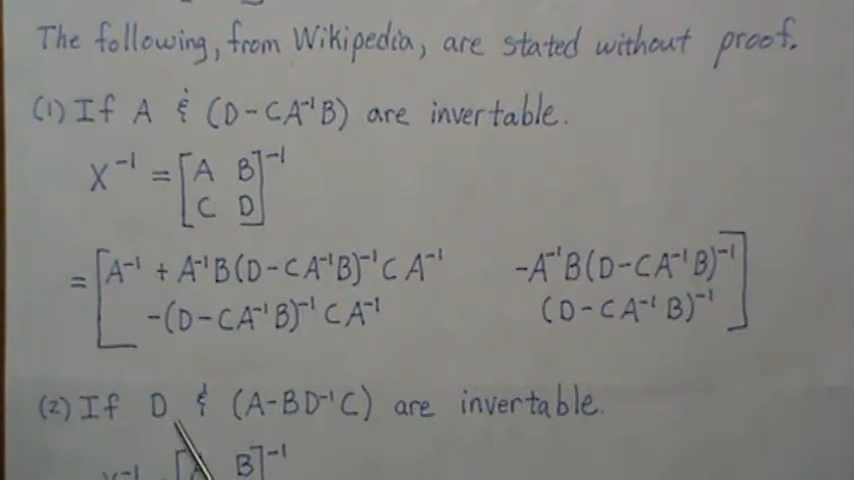 The following, from Wikipedia, are stated without proof.
(1) If A & (D-CA⁻¹B) are invertable.
X⁻¹ = [A B]⁻¹
[C D]
= [A⁻¹ + A⁻¹B(D-CA⁻¹B)⁻¹CA⁻¹ -A⁻¹B(D-CA⁻¹B)⁻¹]
[-(D-CA⁻¹B)⁻¹CA⁻¹ (D-CA⁻¹B)⁻¹]
(2) If D & (A-BD⁻¹C) are invertable.
B]⁻¹